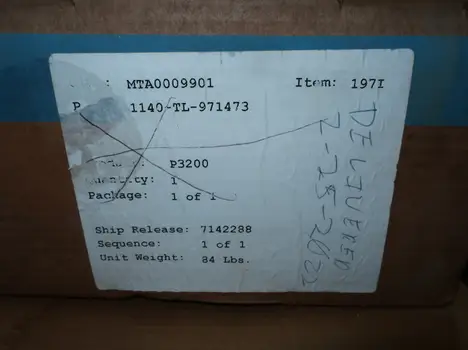 : MTA0009901 Item: 197I
P 1140-TL-971473
P3200
Quantity: 1
Package: 1 of 1
Ship Release: 7142288
Sequence: 1 of 1
Unit Weight: 84 Lbs.
DELIVERED